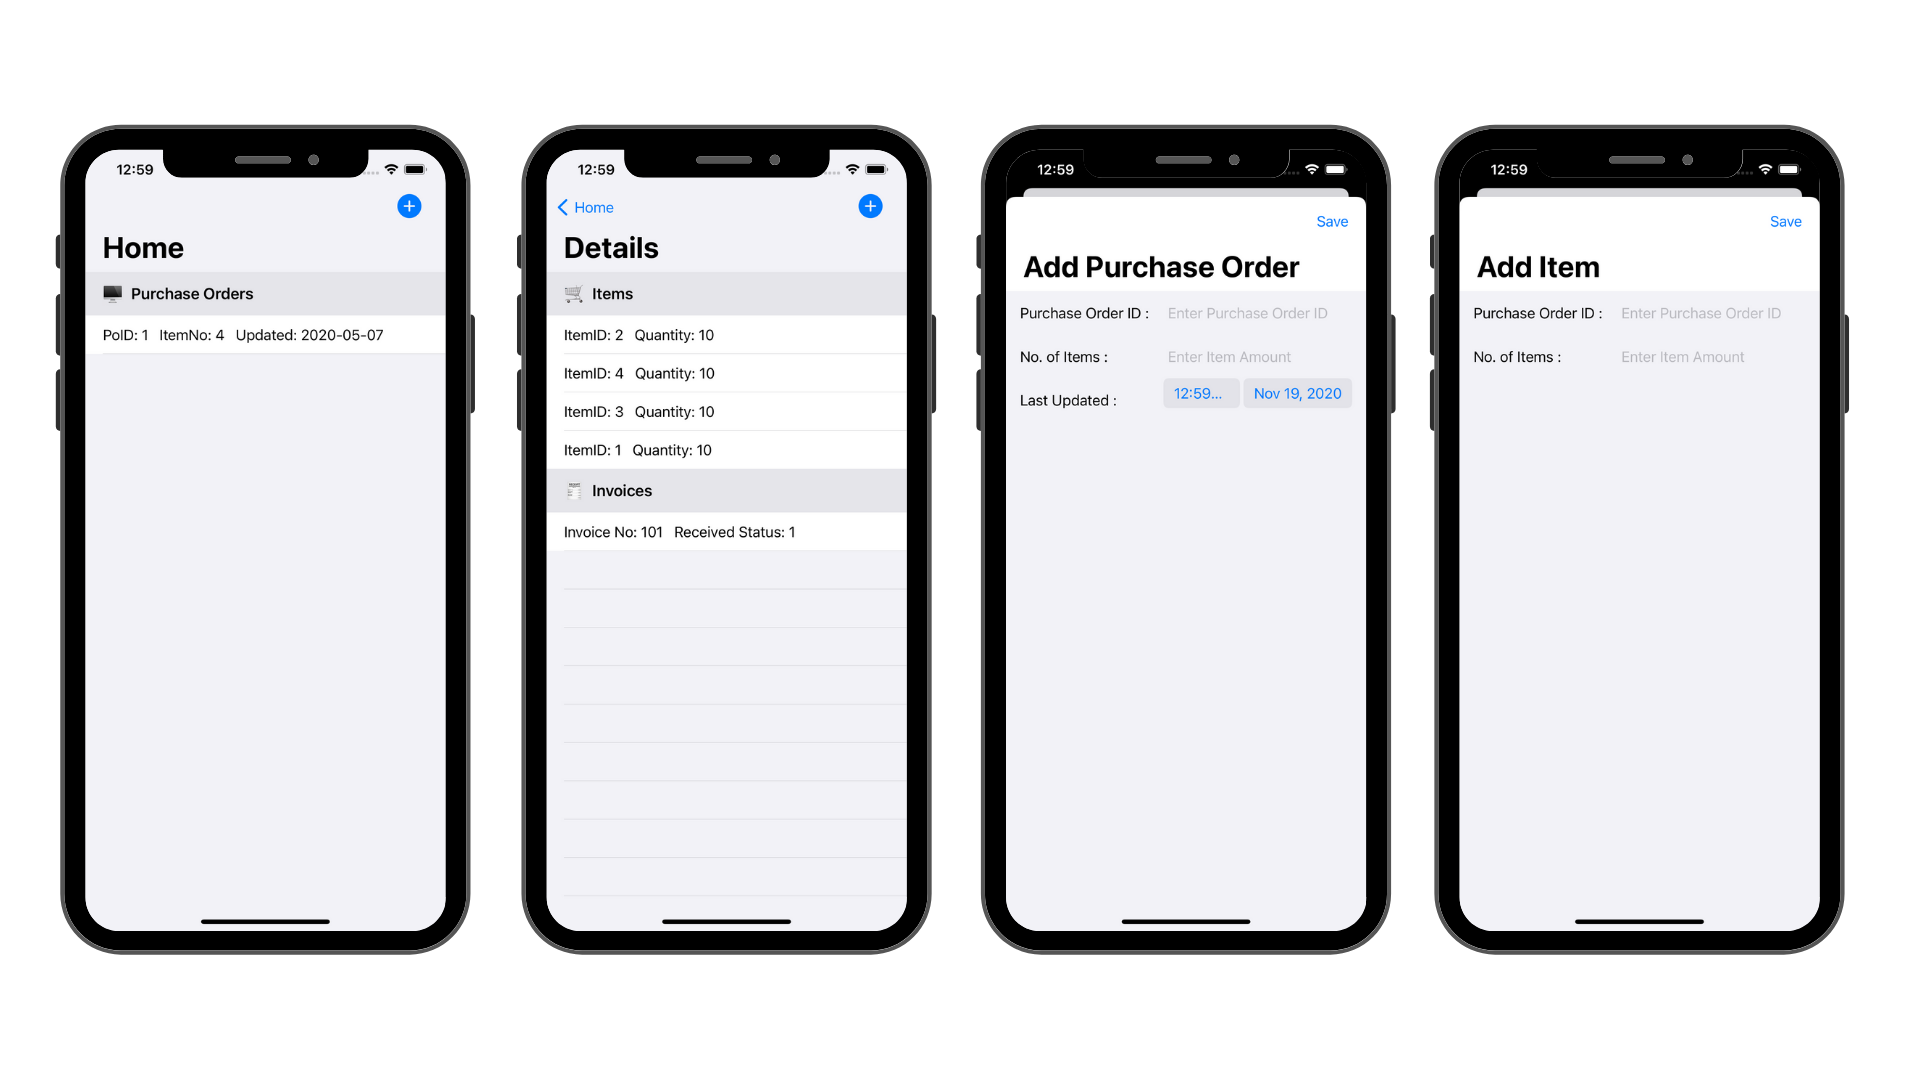 12:59
Home
Purchase Orders
PoID: 1 ItemNo: 4 Updated: 2020-05-07
12:59
Home
Details
Items
ItemID: 2 Quantity: 10
ItemID: 4 Quantity: 10
ItemID: 3 Quantity: 10
ItemID: 1 Quantity: 10
Invoices
Invoice No: 101 Received Status: 1
12:59
Save
Add Purchase Order
Purchase Order ID : Enter Purchase Order ID
No. of Items : Enter Item Amount
Last Updated : 12:59... Nov 19, 2020
12:59
Save
Add Item
Purchase Order ID : Enter Purchase Order ID
No. of Items : Enter Item Amount